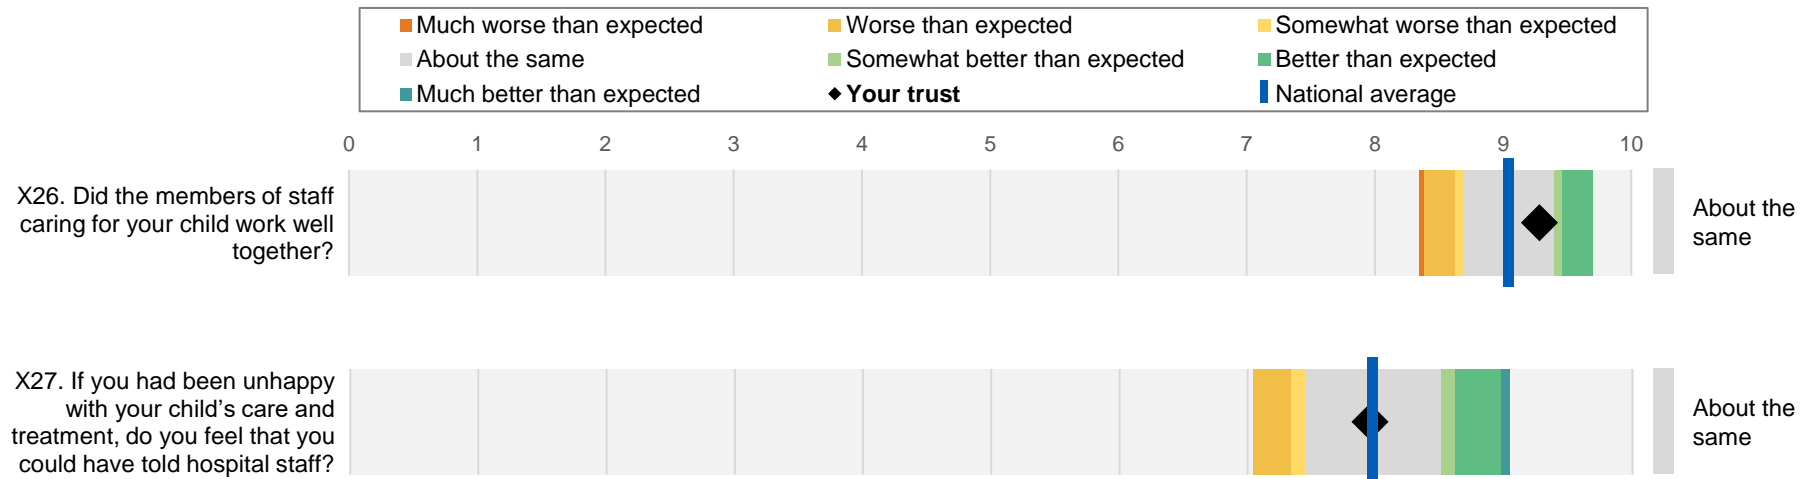 Much worse than expected
Worse than expected
Somewhat worse than expected
About the same
Somewhat better than expected
Better than expected
Much better than expected
Your trust
National average
0 1 2 3 4 5 6 7 8 9 10
X26. Did the members of staff
caring for your child work well
together?
About the
same
X27. If you had been unhappy
with your child’s care and
treatment, do you feel that you
could have told hospital staff?
About the
same